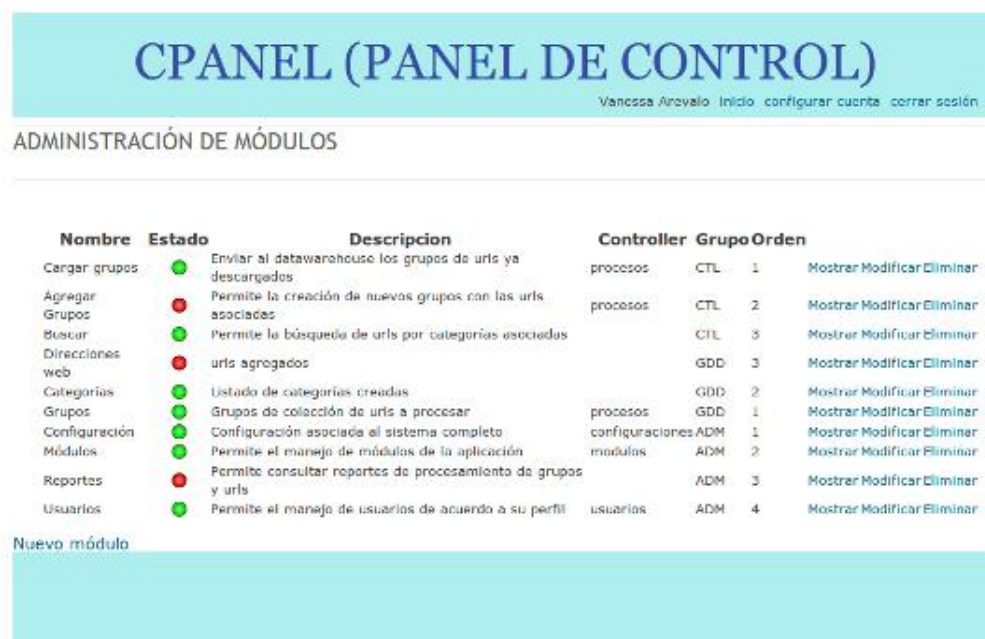 CPANEL (PANEL DE CONTROL)
Vanessa Arevalo Inicio configurar cuenta cerrar sesión
ADMINISTRACIÓN DE MÓDULOS
Nombre Estado Descripcion Controller Grupo Orden
Cargar grupos Enviar al datawarehouse los grupos de urls ya descargados procesos CTL 1 Mostrar Modificar Eliminar
Agregar Grupos Permite la creación de nuevos grupos con las urls asociadas procesos CTL 2 Mostrar Modificar Eliminar
Buscar Permite la búsqueda de urls por categorías asociadas CTL 3 Mostrar Modificar Eliminar
Direcciones web urls agregados GDD 3 Mostrar Modificar Eliminar
Categorías Listado de categorías creadas GDD 2 Mostrar Modificar Eliminar
Grupos Grupos de colección de urls a procesar procesos GDD 1 Mostrar Modificar Eliminar
Configuración Configuración asociada al sistema completo configuraciones ADM 1 Mostrar Modificar Eliminar
Módulos Permite el manejo de módulos de la aplicación modulos ADM 2 Mostrar Modificar Eliminar
Reportes Permite consultar reportes de procesamiento de grupos y urls ADM 3 Mostrar Modificar Eliminar
Usuarios Permite el manejo de usuarios de acuerdo a su perfil usuarios ADM 4 Mostrar Modificar Eliminar
Nuevo módulo